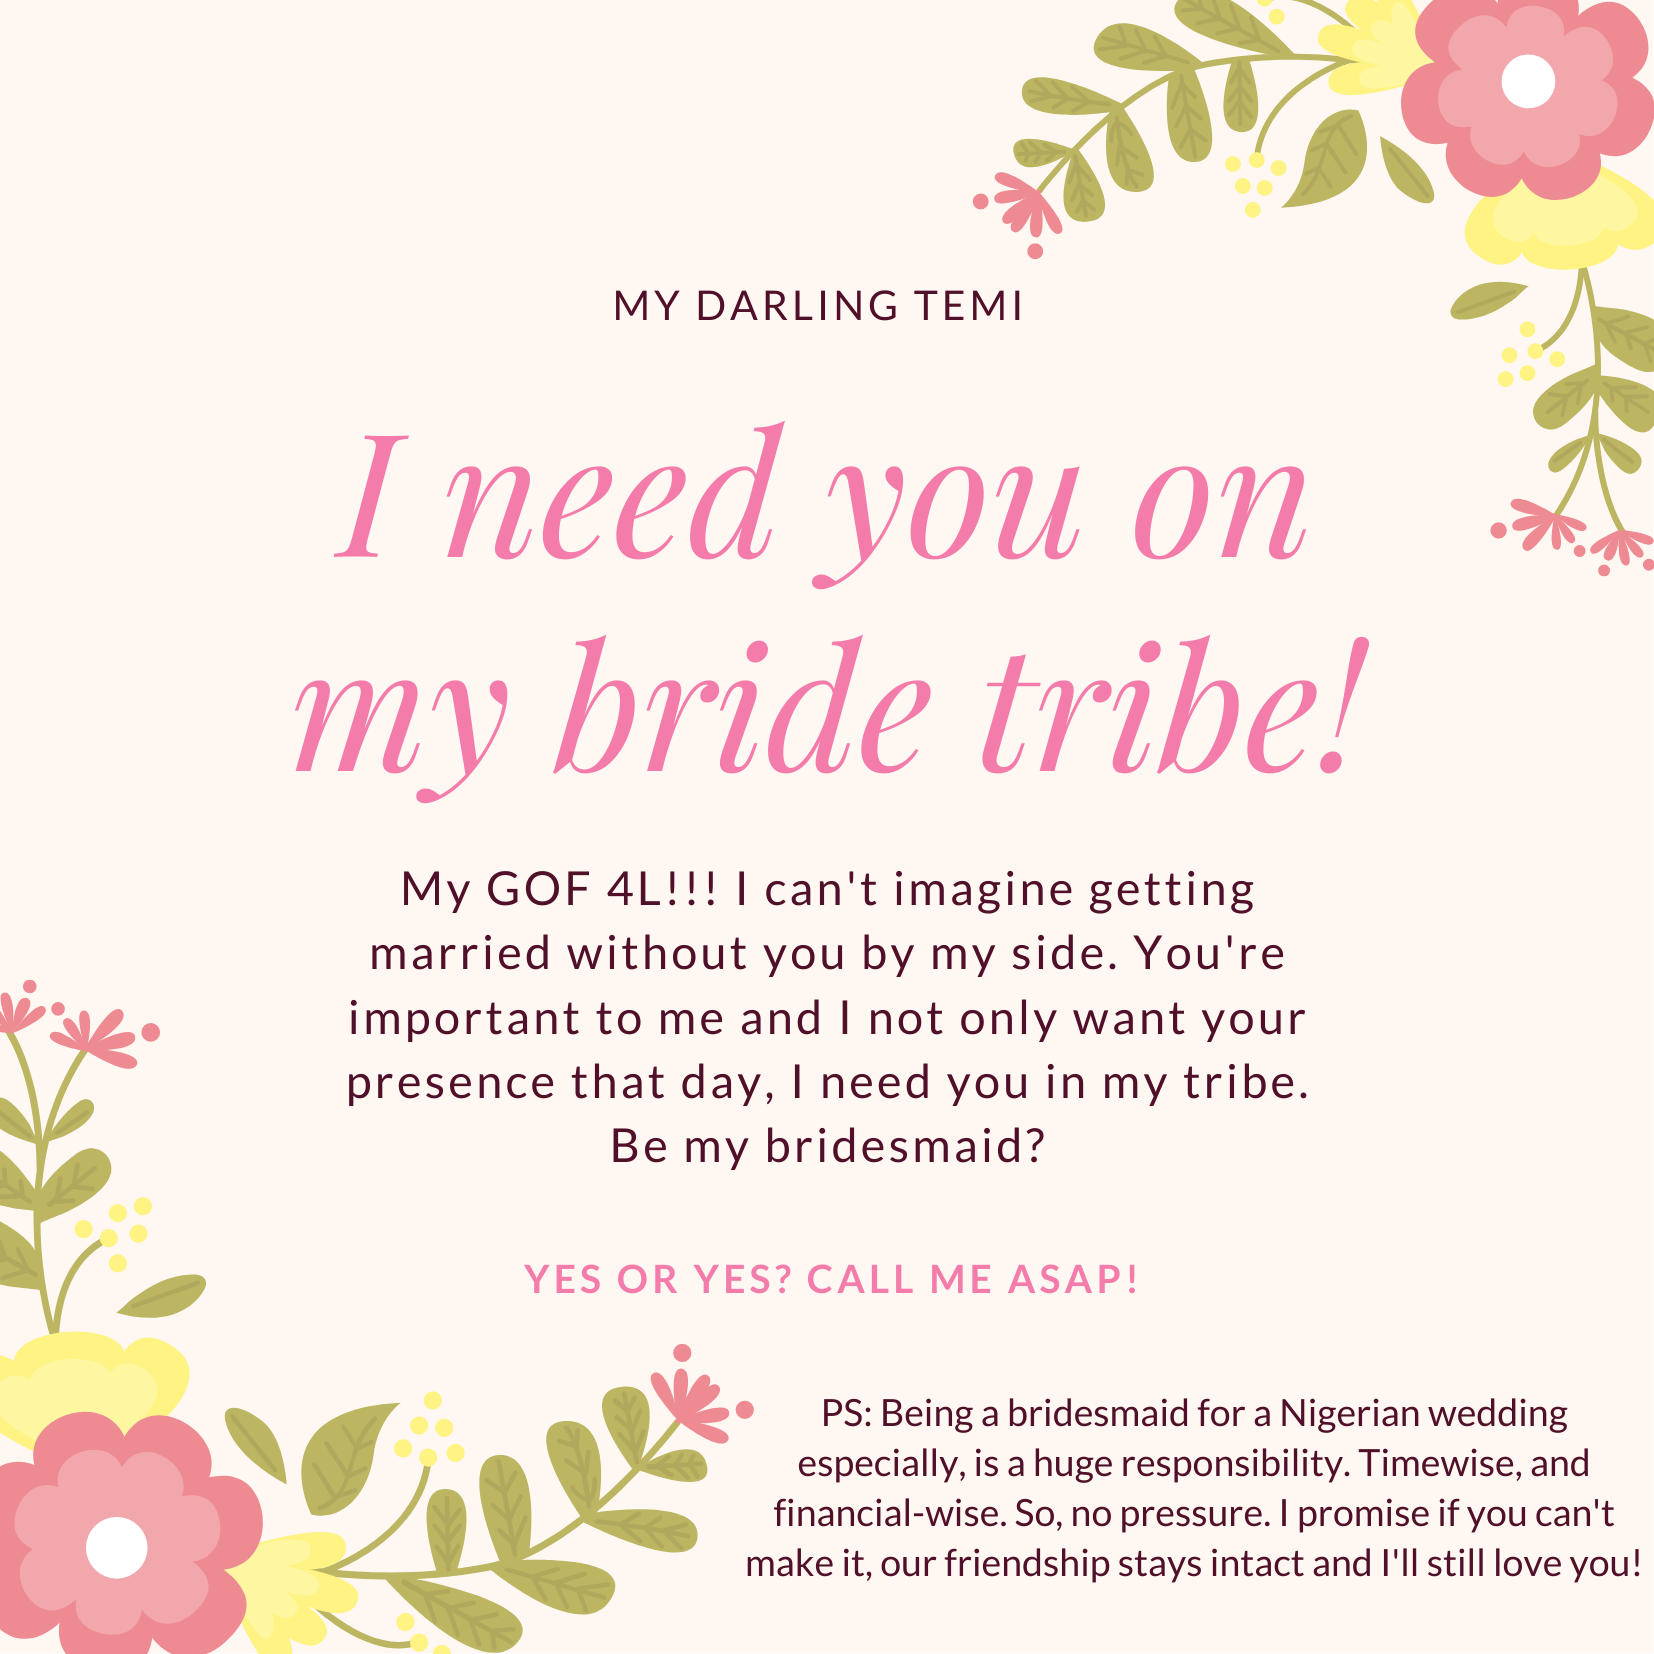 MY DARLING TEMI
I need you on
my bride tribe!
My GOF 4L!!! I can't imagine getting
married without you by my side. You're
important to me and I not only want your
presence that day, I need you in my tribe.
Be my bridesmaid?
YES OR YES? CALL ME ASAP!
PS: Being a bridesmaid for a Nigerian wedding
especially, is a huge responsibility. Timewise, and
financial-wise. So, no pressure. I promise if you can't
make it, our friendship stays intact and I'll still love you!